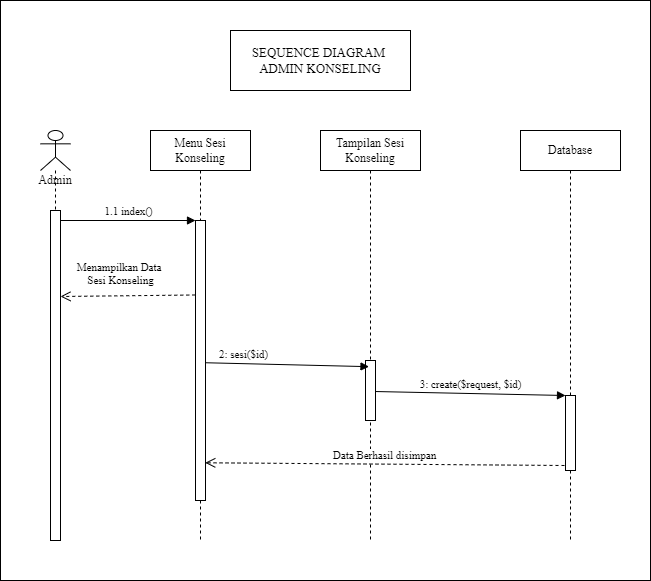 SEQUENCE DIAGRAM
ADMIN KONSELING
Admin
Menu Sesi
Konseling
Tampilan Sesi
Konseling
Database
1.1 index()
Menampilkan Data
Sesi Konseling
2: sesi($id)
3: create($request, $id)
Data Berhasil disimpan